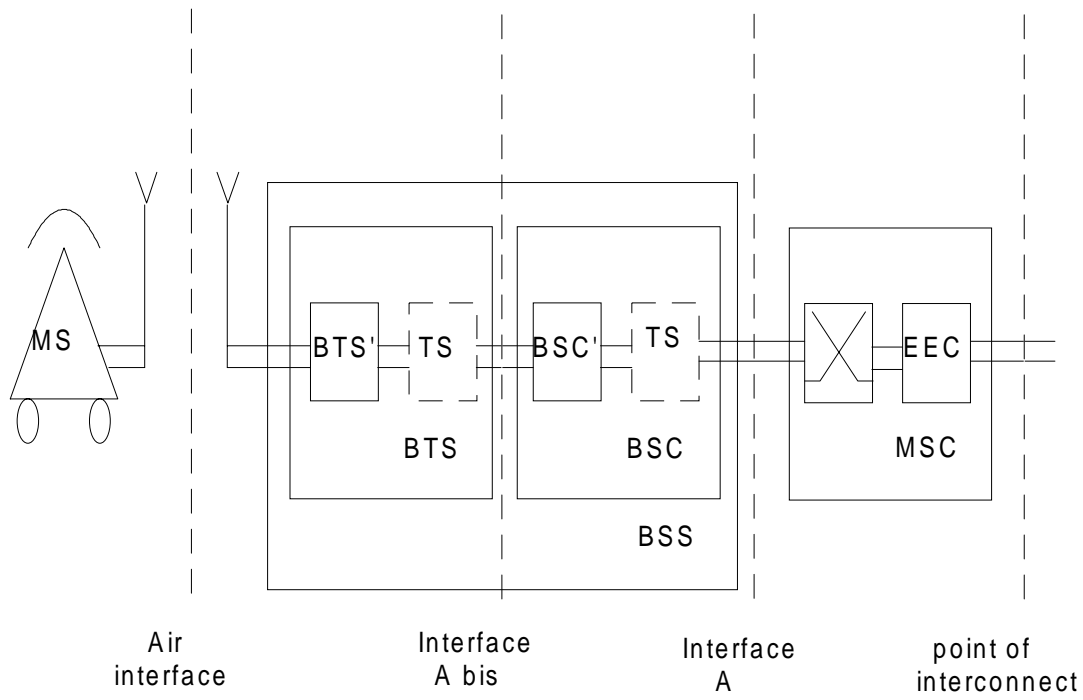 MS
BTS'
TS
BSC'
TS
EEC
BTS
BSC
MSC
BSS
Air
interface
Interface
A bis
Interface
A
point of
interconnect